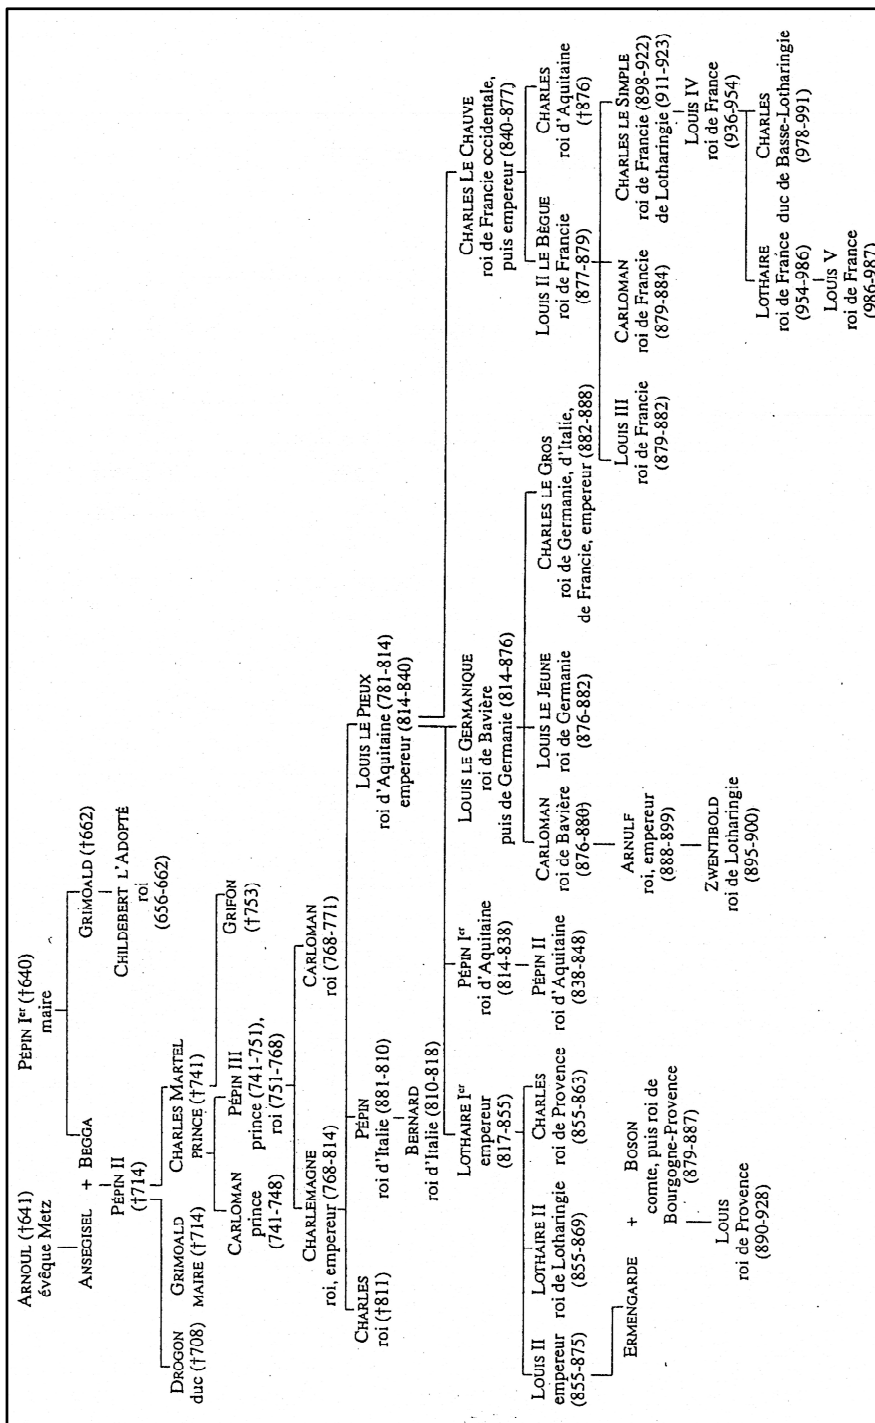 ARNOUL (†641)
évêque Metz
PÉPIN Iᵉʳ (†640)
maire
ANSEGISEL + BEGGA
GRIMOALD (†662)
PÉPIN II
(†714)
CHILDEBERT L'ADOPTÉ
roi
(656-662)
DROGON
duc (†708)
GRIMOALD
MAIRE (†714)
CHARLES MARTEL
PRINCE (†741)
CARLOMAN
prince
(741-748)
PÉPIN III
prince (741-751),
roi (751-768)
GRIFON
(†753)
CHARLEMAGNE
roi, empereur (768-814)
CARLOMAN
roi (768-771)
CHARLES
roi (†811)
PÉPIN
roi d'Italie (881-810)
LOUIS LE PIEUX
roi d'Aquitaine (781-814)
empereur (814-840)
BERNARD
roi d'Italie (810-818)
LOTHAIRE Iᵉʳ
empereur
(817-855)
PÉPIN Iᵉʳ
roi d'Aquitaine
(814-838)
LOUIS LE GERMANIQUE
roi de Bavière
puis de Germanie (814-876)
CHARLES LE CHAUVE
roi de Francie occidentale,
puis empereur (840-877)
PÉPIN II
roi d'Aquitaine
(838-848)
LOUIS II
empereur
(855-875)
LOTHAIRE II
roi de Lotharingie
(855-869)
CHARLES
roi de Provence
(855-863)
CARLOMAN
roi de Bavière
(876-880)
LOUIS LE JEUNE
roi de Germanie
(876-882)
CHARLES LE GROS
roi de Germanie, d'Italie,
de Francie, empereur (882-888)
LOUIS II LE BÈGUE
roi de Francie
(877-879)
CHARLES
roi d'Aquitaine
(†876)
ERMENGARDE + BOSON
comte, puis roi de
Bourgogne-Provence
(879-887)
LOUIS
roi de Provence
(890-928)
ARNULF
roi, empereur
(888-899)
ZWENTIBOLD
roi de Lotharingie
(895-900)
LOUIS III
roi de Francie
(879-882)
CARLOMAN
roi de Francie
(879-884)
CHARLES LE SIMPLE
roi de Francie (898-922)
de Lotharingie (911-923)
LOUIS IV
roi de France
(936-954)
LOTHAIRE
roi de France
(954-986)
CHARLES
duc de Basse-Lotharingie
(978-991)
LOUIS V
roi de France
(986-987)